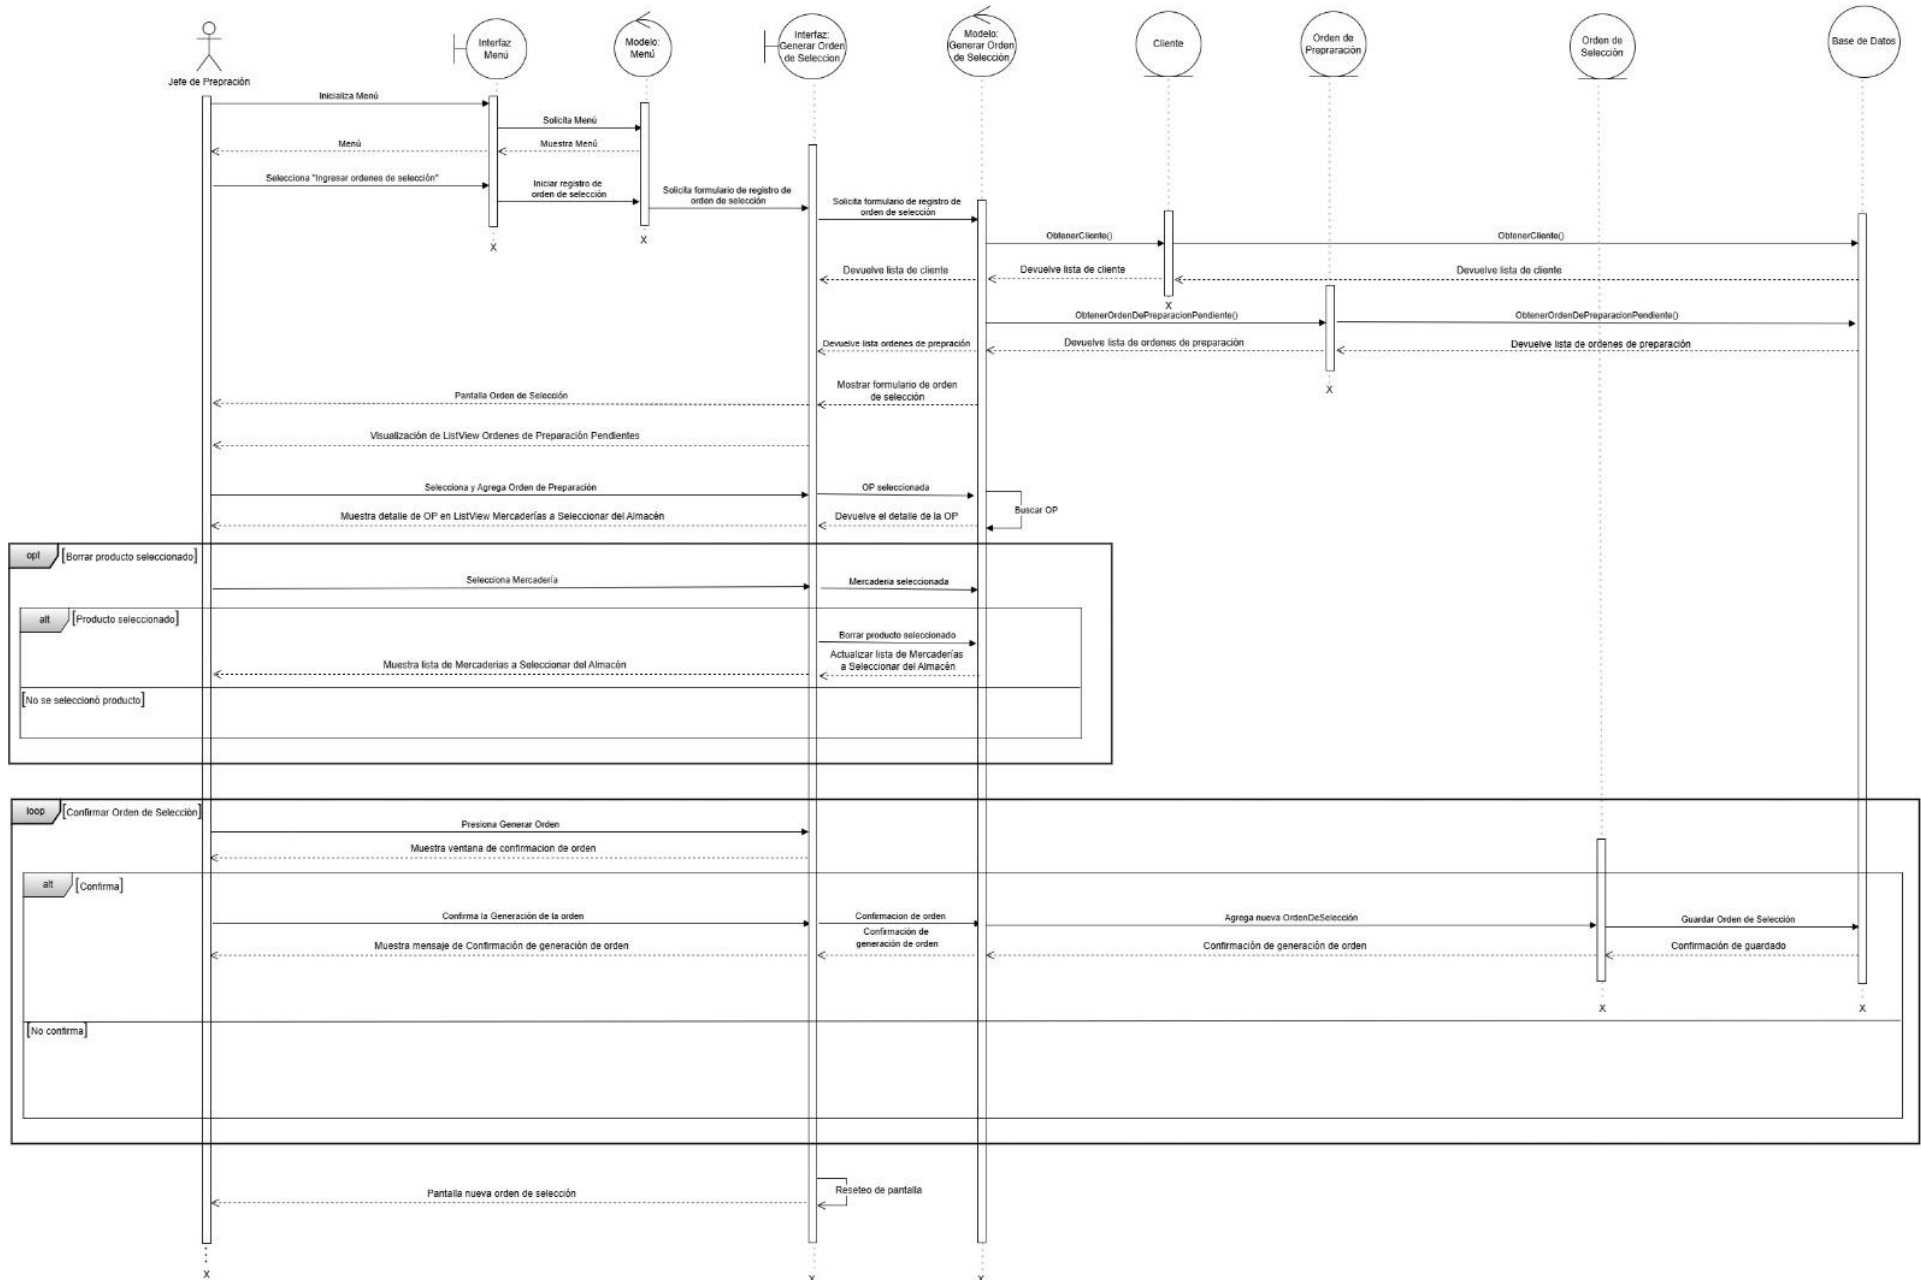 Jefe de Prepración
Interfaz
Menú
Modelo:
Menú
Interfaz:
Generar Orden
de Seleccion
Modelo:
Generar Orden
de Selección
Cliente
Orden de
Prepraración
Orden de
Selección
Base de Datos
Inicializa Menú
Solicita Menú
Menú
Muestra Menú
Selecciona "Ingresar ordenes de selección"
Iniciar registro de
orden de selección
Solicita formulario de registro de
orden de selección
Solicita formulario de registro de
orden de selección
X
X
ObtenerCliente()
ObtenerCliente()
Devuelve lista de cliente
Devuelve lista de cliente
Devuelve lista de cliente
X
ObtenerOrdenDePreparacionPendiente()
ObtenerOrdenDePreparacionPendiente()
Devuelve lista ordenes de prepración
Devuelve lista de ordenes de preparación
Devuelve lista de ordenes de preparación
X
Pantalla Orden de Selección
Mostrar formulario de orden
de selección
Visualización de ListView Ordenes de Preparación Pendientes
Selecciona y Agrega Orden de Preparación
OP seleccionada
Buscar OP
Muestra detalle de OP en ListView Mercaderías a Seleccionar del Almacén
Devuelve el detalle de la OP
opt
[Borrar producto seleccionado]
Selecciona Mercadería
Mercaderia seleccionada
alt
[Producto seleccionado]
Borrar producto seleccionado
Muestra lista de Mercaderias a Seleccionar del Almacén
Actualizar lista de Mercaderías
a Seleccionar del Almacén
[No se seleccionó producto]
loop
[Confirmar Orden de Selección]
Presiona Generar Orden
Muestra ventana de confirmacion de orden
alt
[Confirma]
Confirma la Generación de la orden
Confirmacion de orden
Agrega nueva OrdenDeSelección
Guardar Orden de Selección
Muestra mensaje de Confirmación de generación de orden
Confirmación de
generación de orden
Confirmación de generación de orden
Confirmación de guardado
X
X
[No confirma]
Reseteo de pantalla
Pantalla nueva orden de selección
X
X
X